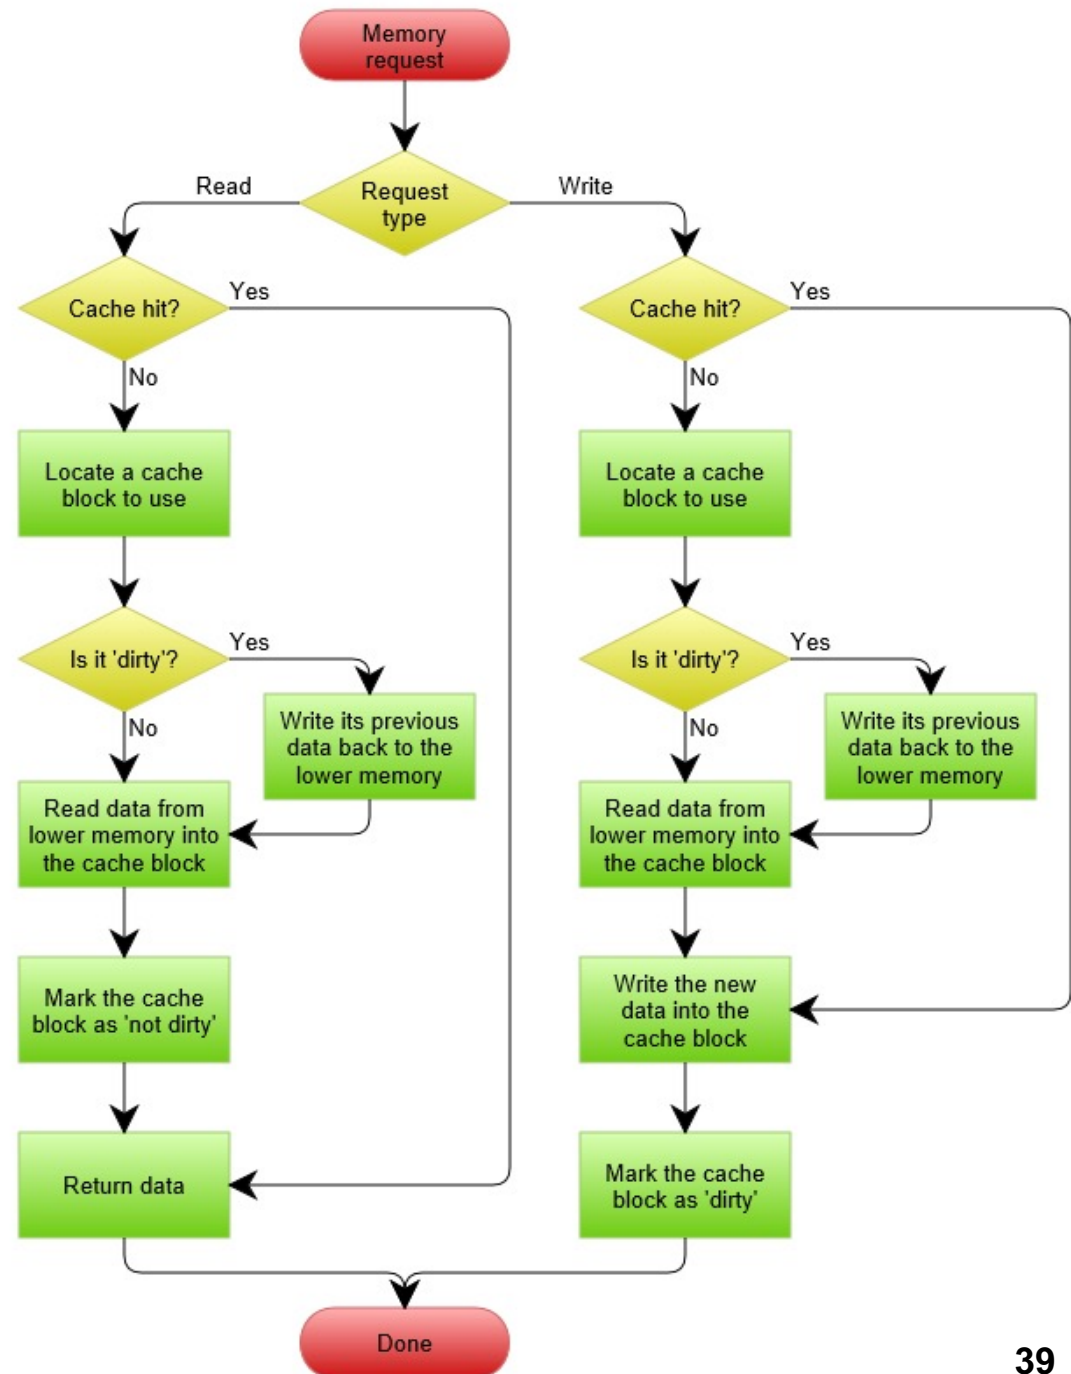 Memory
request
Request
type
Read
Write
Cache hit?
Yes
No
Locate a cache
block to use
Is it 'dirty'?
Yes
No
Write its previous
data back to the
lower memory
Read data from
lower memory into
the cache block
Mark the cache
block as 'not dirty'
Return data
Cache hit?
Yes
No
Locate a cache
block to use
Is it 'dirty'?
Yes
No
Write its previous
data back to the
lower memory
Read data from
lower memory into
the cache block
Write the new
data into the
cache block
Mark the cache
block as 'dirty'
Done
39